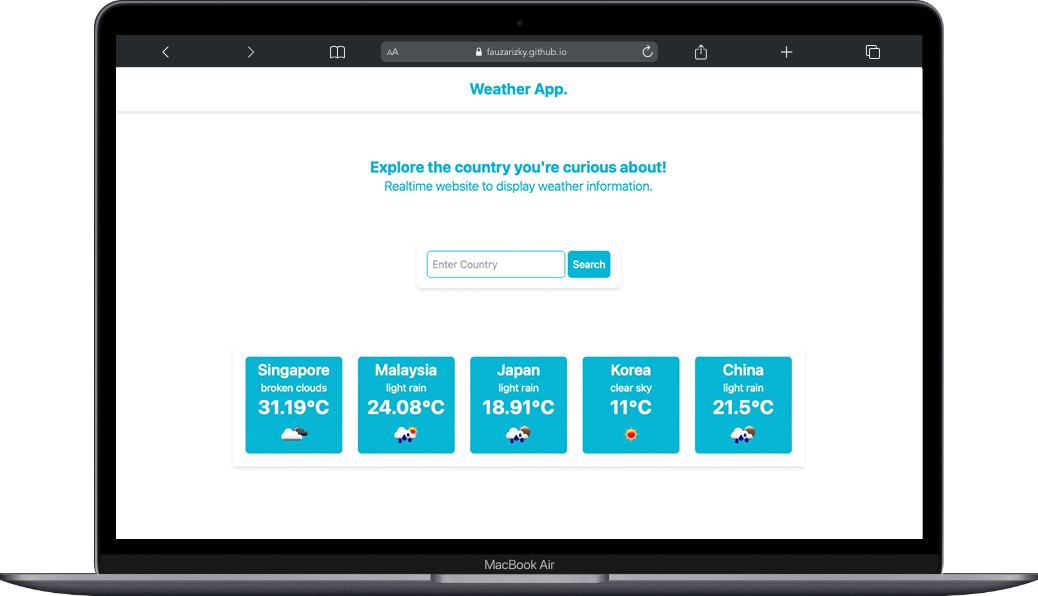 AA
fauzarizky.github.io
Weather App.
Explore the country you're curious about!
Realtime website to display weather information.
Enter Country
Search
Singapore
broken clouds
31.19°C
Malaysia
light rain
24.08°C
Japan
light rain
18.91°C
Korea
clear sky
11°C
China
light rain
21.5°C
MacBook Air